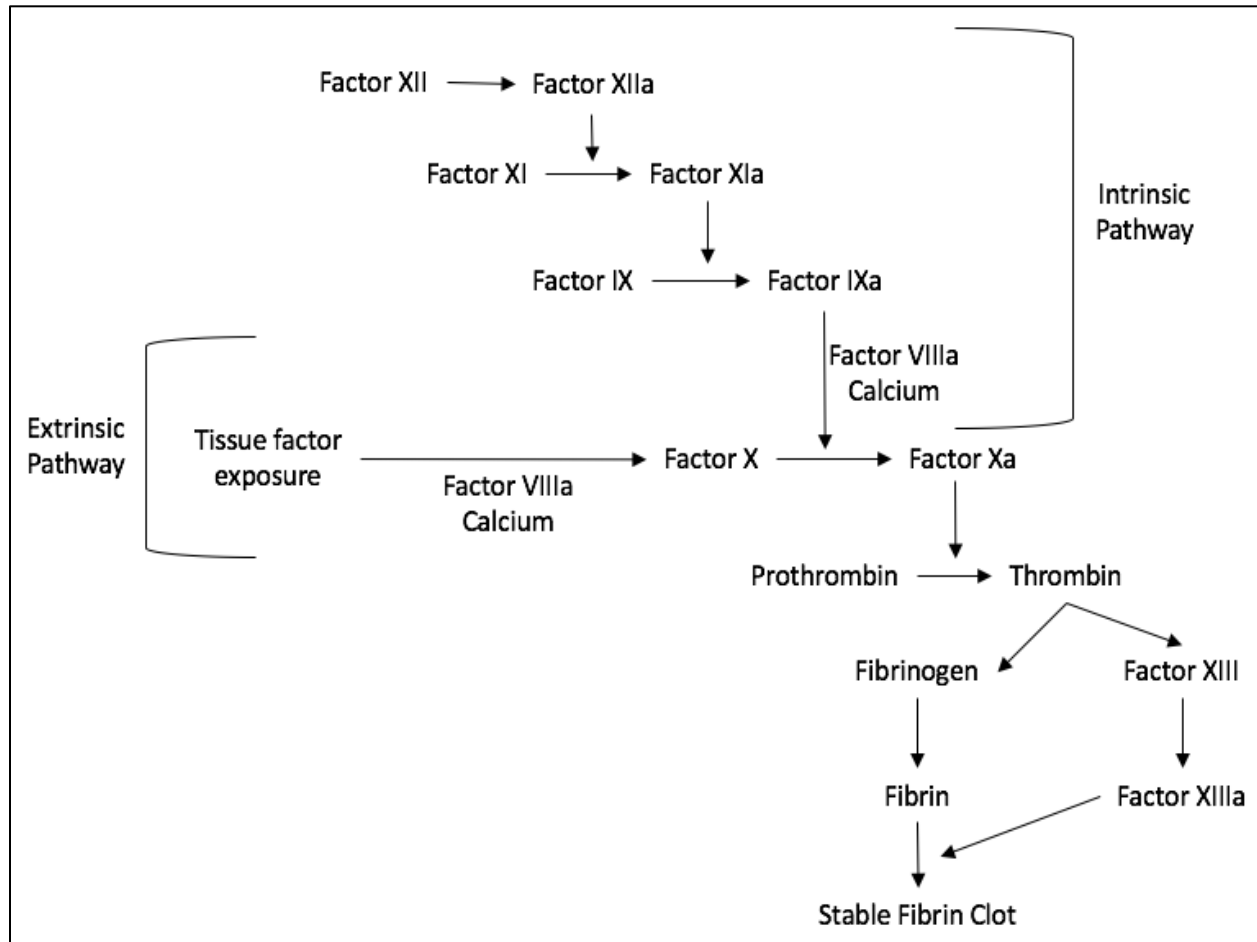 Factor XII
Factor XIIa
Factor XI
Factor XIa
Intrinsic
Pathway
Factor IX
Factor IXa
Factor VIIIa
Calcium
Extrinsic
Pathway
Tissue factor
exposure
Factor VIIIa
Calcium
Factor X
Factor Xa
Prothrombin
Thrombin
Fibrinogen
Factor XIII
Fibrin
Factor XIIIa
Stable Fibrin Clot